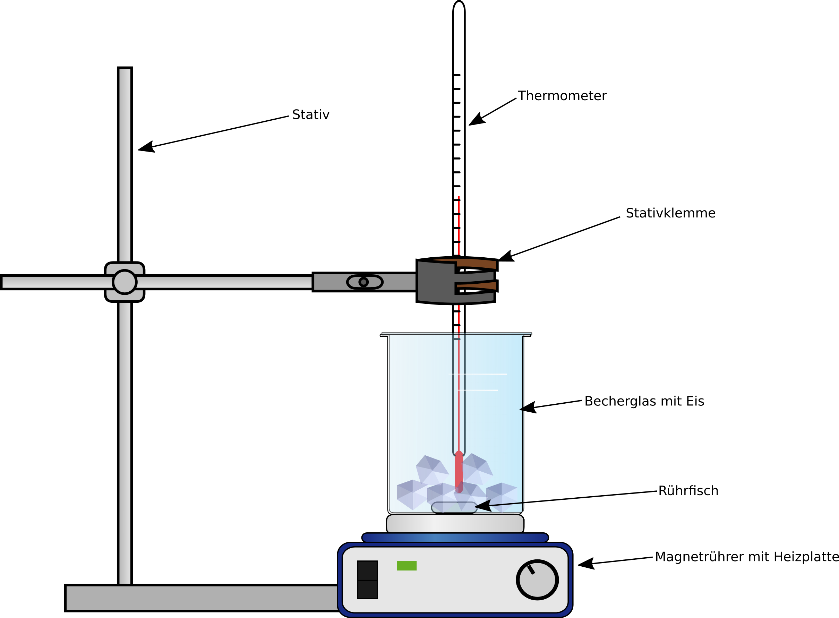 Thermometer
Stativ
Stativklemme
Becherglas mit Eis
Rührfisch
Magnetrührer mit Heizplatte